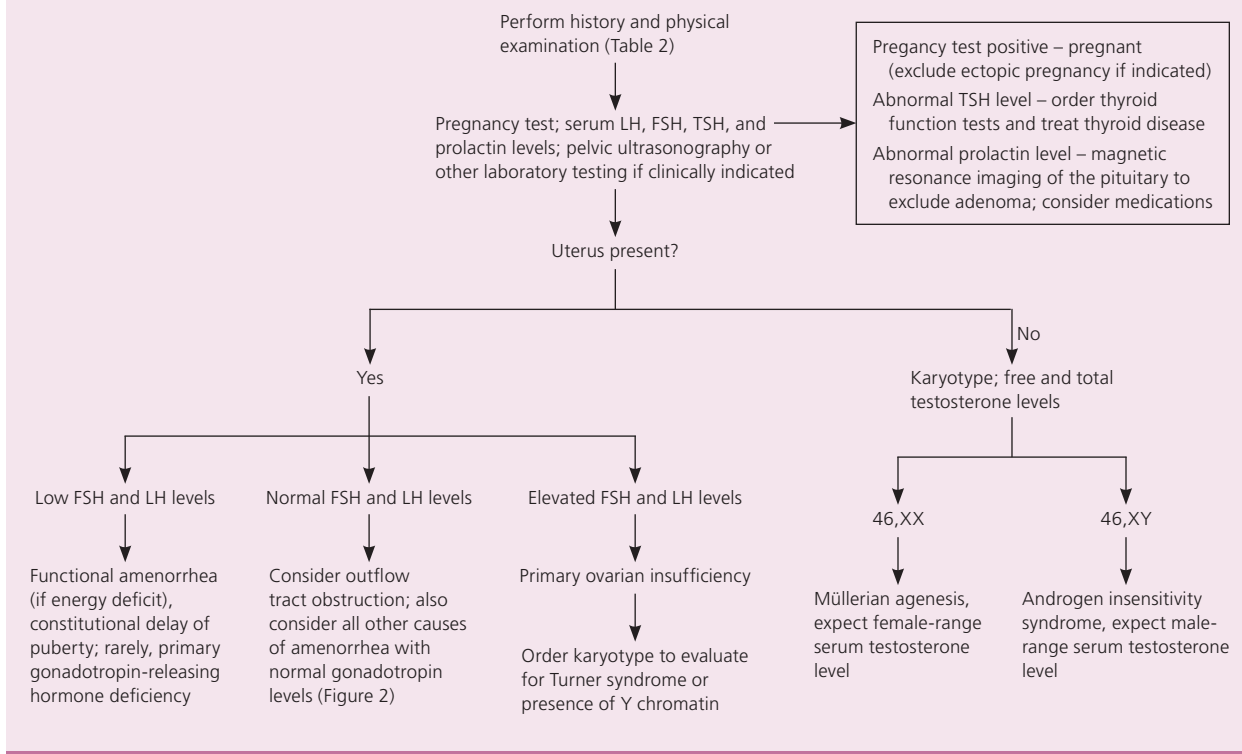 Perform history and physical
examination (Table 2)
Pregancy test positive – pregnant
(exclude ectopic pregnancy if indicated)
Abnormal TSH level – order thyroid
function tests and treat thyroid disease
Abnormal prolactin level – magnetic
resonance imaging of the pituitary to
exclude adenoma; consider medications
Pregnancy test; serum LH, FSH, TSH, and
prolactin levels; pelvic ultrasonography or
other laboratory testing if clinically indicated
Uterus present?
Yes
No
Karyotype; free and total
testosterone levels
Low FSH and LH levels
Normal FSH and LH levels
Elevated FSH and LH levels
46,XX
46,XY
Functional amenorrhea
(if energy deficit),
constitutional delay of
puberty; rarely, primary
gonadotropin-releasing
hormone deficiency
Consider outflow
tract obstruction; also
consider all other causes
of amenorrhea with
normal gonadotropin
levels (Figure 2)
Primary ovarian insufficiency
Order karyotype to evaluate
for Turner syndrome or
presence of Y chromatin
Müllerian agenesis,
expect female-range
serum testosterone
level
Androgen insensitivity
syndrome, expect male-
range serum testosterone
level